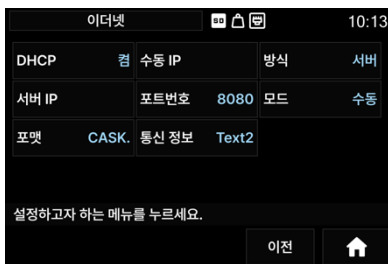 이더넷 SD 10:13
DHCP 켬 수동 IP 방식 서버
서버 IP 포트번호 8080 모드 수동
포맷 CASK. 통신 정보 Text2
설정하고자 하는 메뉴를 누르세요.
이전